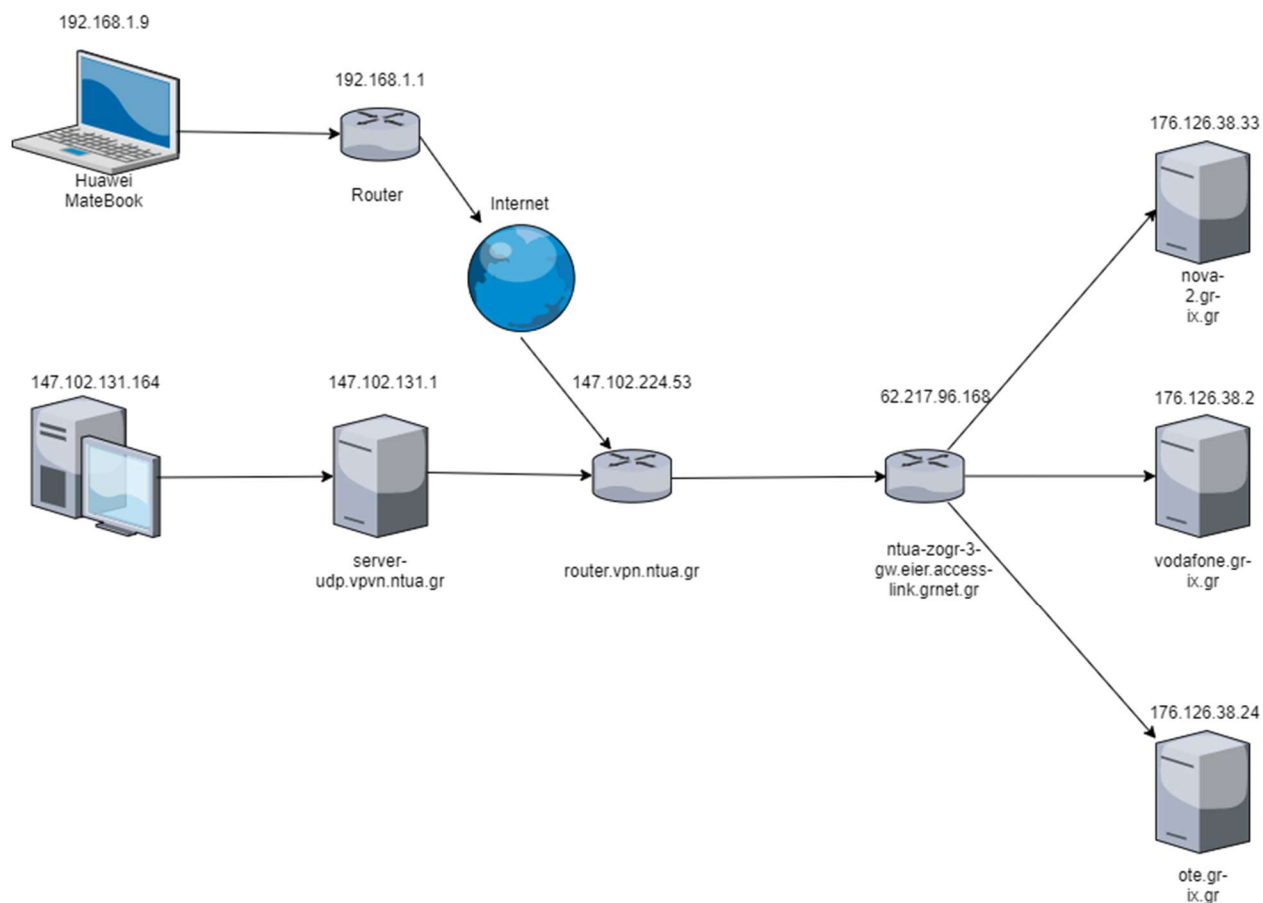 192.168.1.9
Huawei
MateBook
192.168.1.1
Router
Internet
147.102.131.164
147.102.131.1
server-
udp.vpvn.ntua.gr
147.102.224.53
router.vpn.ntua.gr
62.217.96.168
ntua-zogr-3-
gw.eier.access-
link.grnet.gr
176.126.38.33
nova-
2.gr-
ix.gr
176.126.38.2
vodafone.gr-
ix.gr
176.126.38.24
ote.gr-
ix.gr